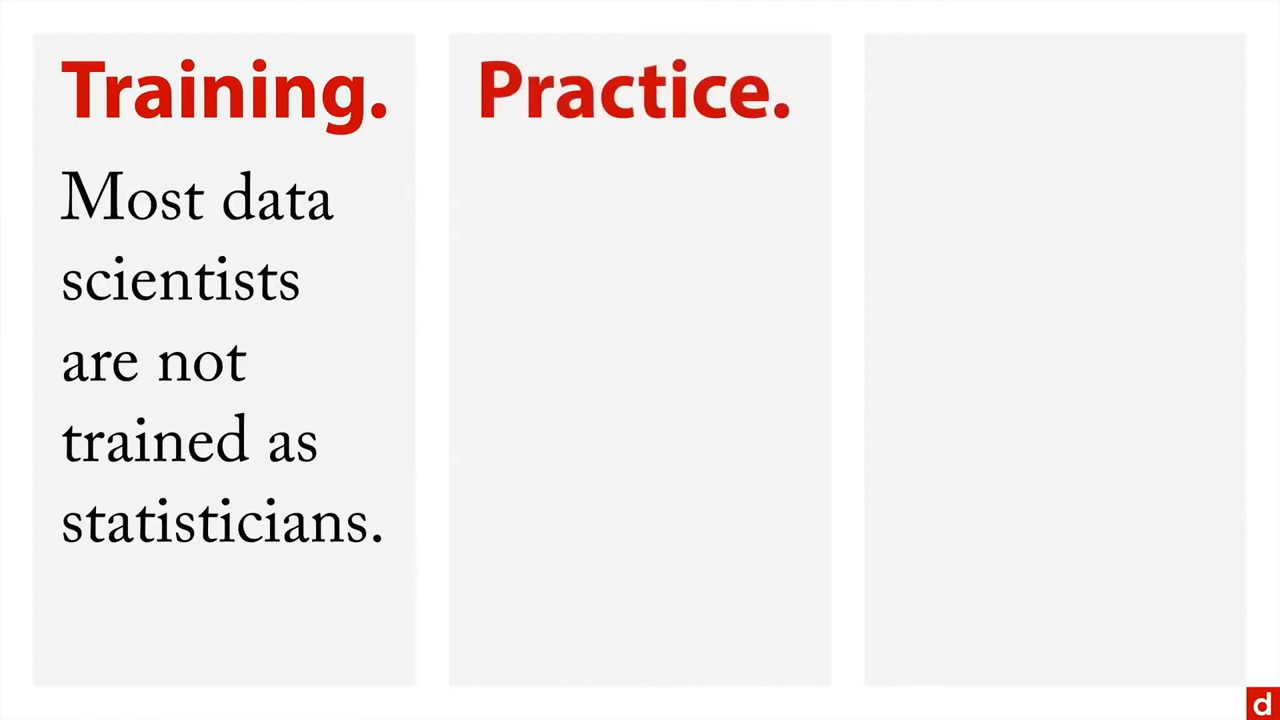 Training.
Most data
scientists
are not
trained as
statisticians.
Practice.
d